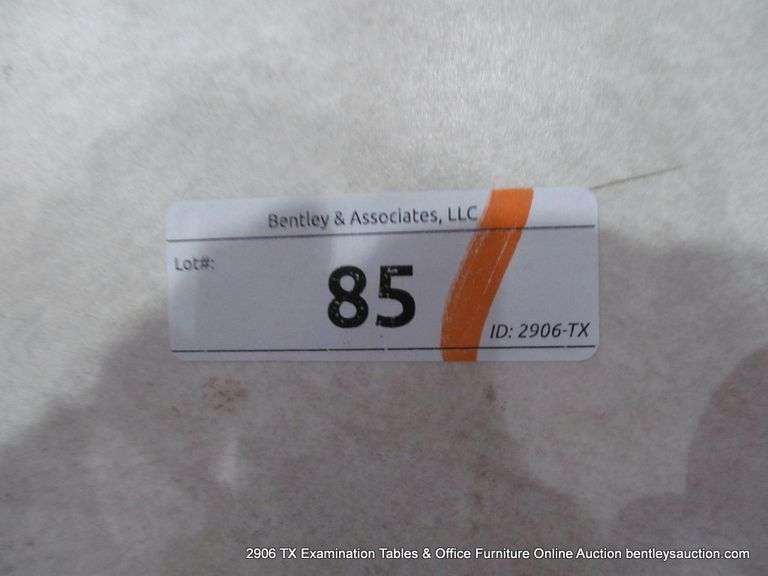 Bentley & Associates, LLC
Lot#:
85
ID: 2906-TX
2906 TX Examination Tables & Office Furniture Online Auction bentleysauction.com